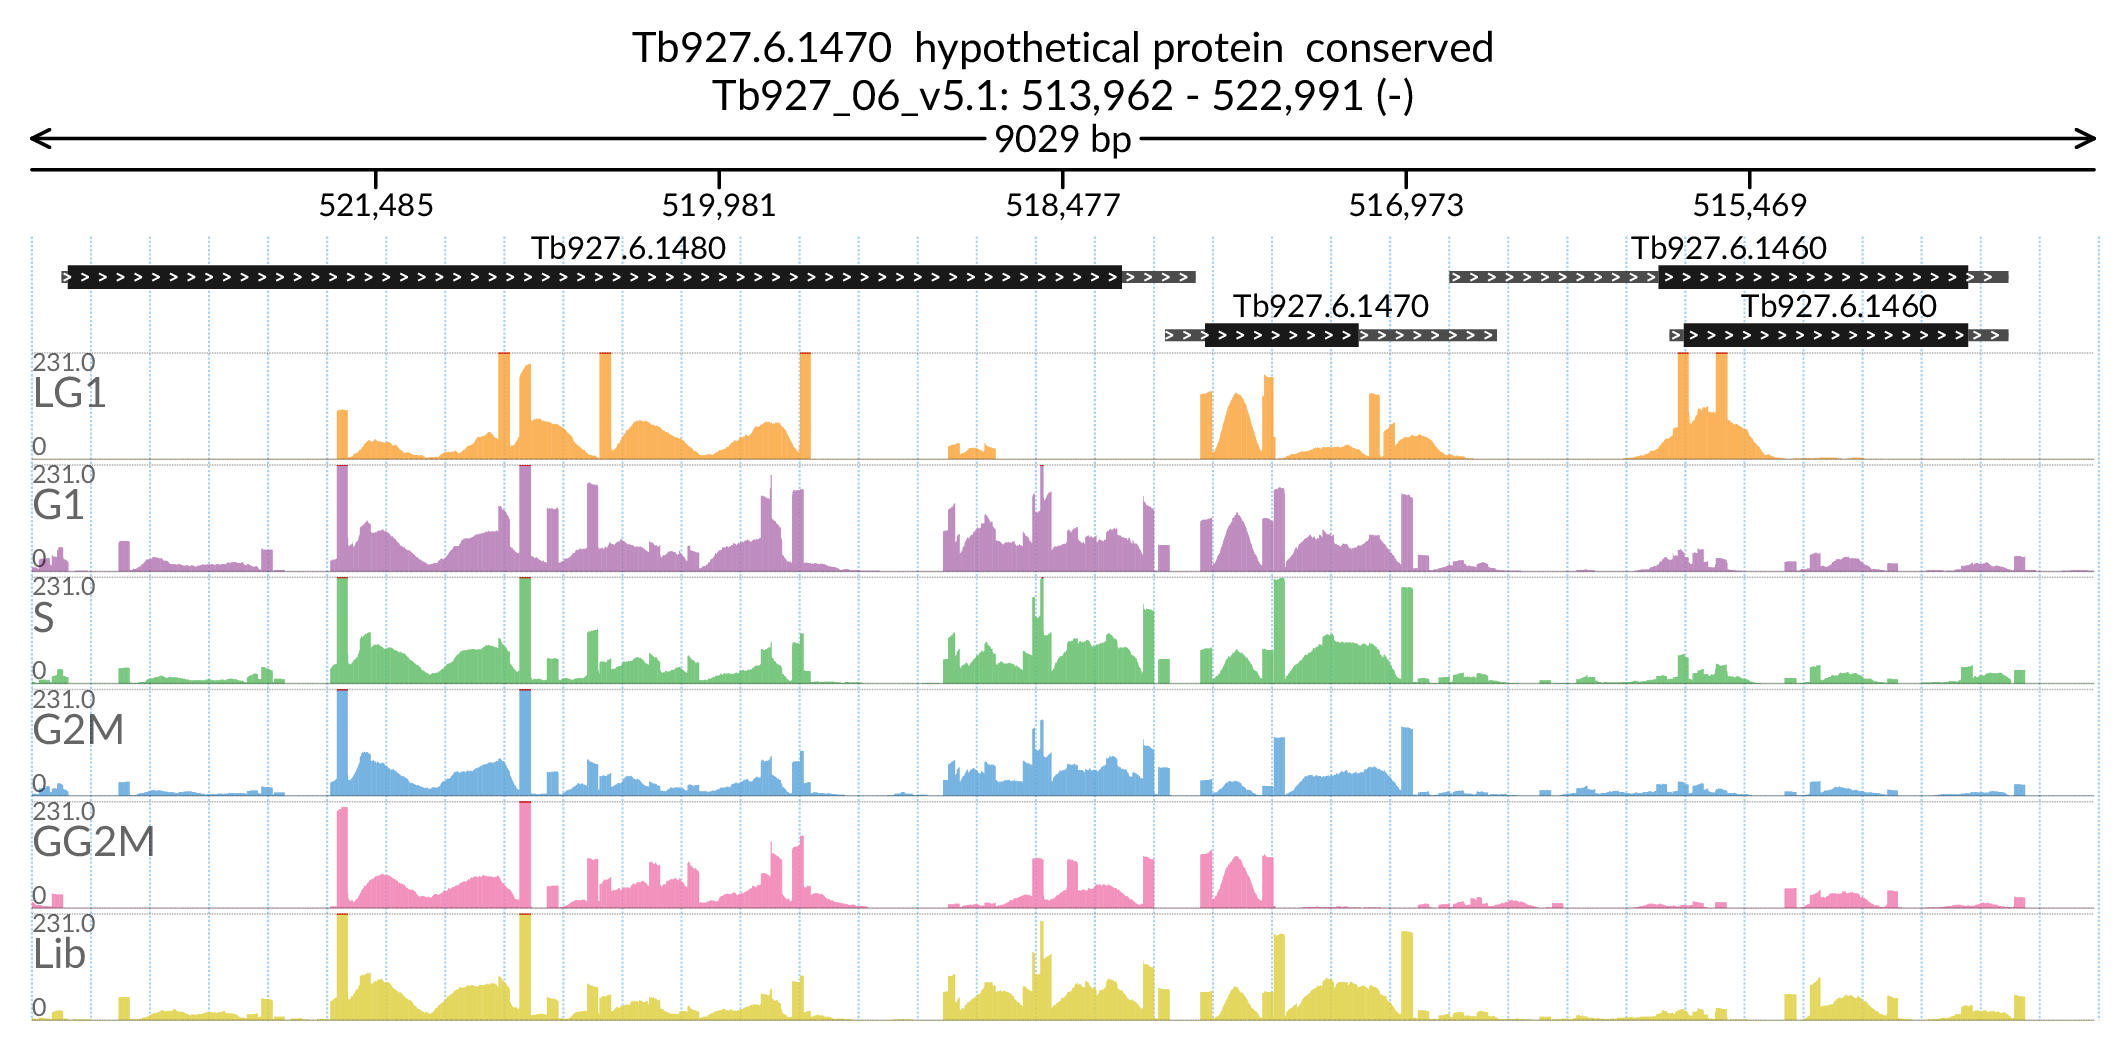 Tb927.6.1470  hypothetical protein  conserved
Tb927_06_v5.1: 513,962 - 522,991 (-)
9029 bp
521,485 519,981 518,477 516,973 515,469
Tb927.6.1480 Tb927.6.1460
Tb927.6.1470 Tb927.6.1460
231.0
LG1
0
231.0
G1
0
231.0
S
0
231.0
G2M
0
231.0
GG2M
0
231.0
Lib
0